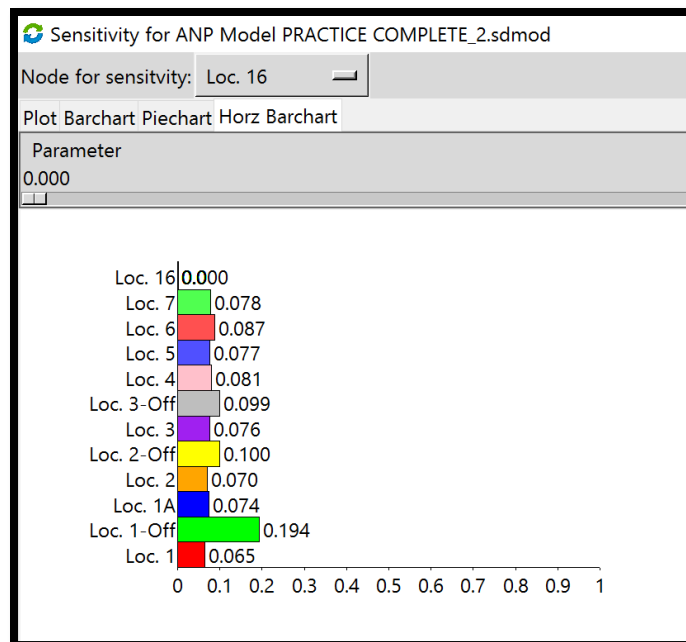 Sensitivity for ANP Model PRACTICE COMPLETE_2.sdmod
Node for sensitvity: Loc. 16
Plot Barchart Piechart Horz Barchart
Parameter
0.000
Loc. 16 0.000
Loc. 7 0.078
Loc. 6 0.087
Loc. 5 0.077
Loc. 4 0.081
Loc. 3-Off 0.099
Loc. 3 0.076
Loc. 2-Off 0.100
Loc. 2 0.070
Loc. 1A 0.074
Loc. 1-Off 0.194
Loc. 1 0.065
0 0.1 0.2 0.3 0.4 0.5 0.6 0.7 0.8 0.9 1